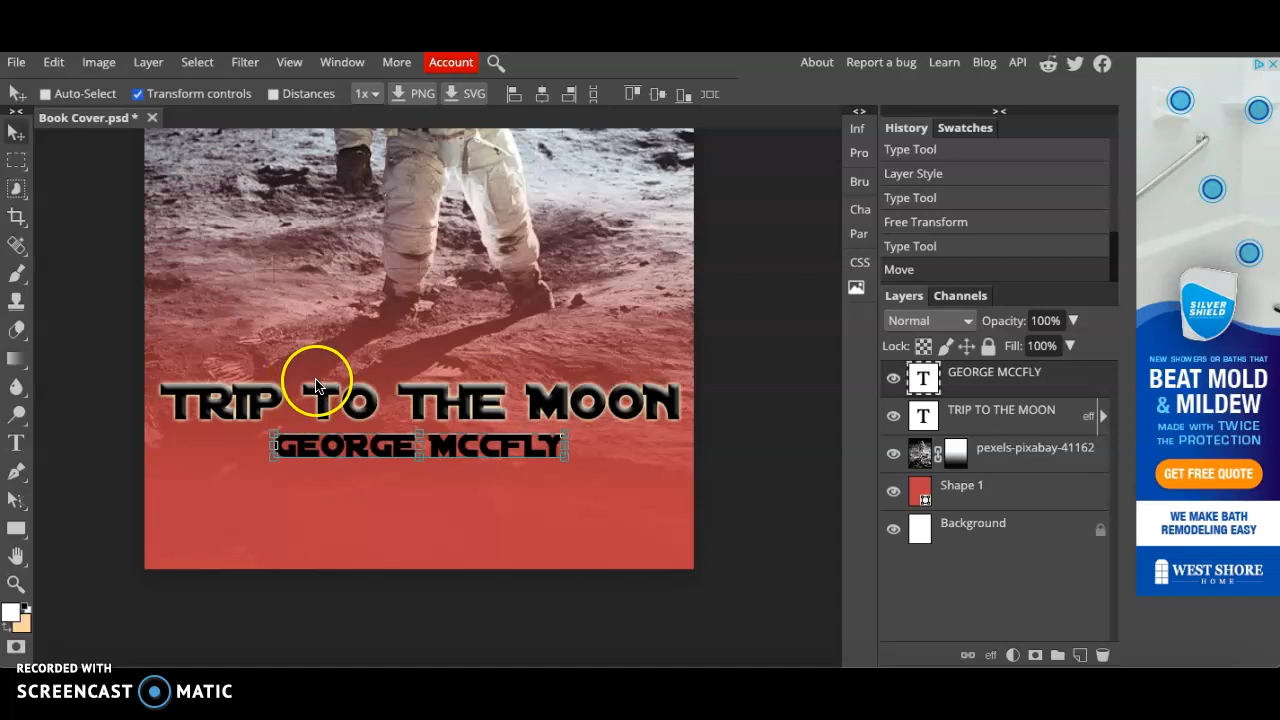 File Edit Image Layer Select Filter View Window More Account About Report a bug Learn Blog API
Auto-Select Transform controls Distances 1x PNG SVG
Book Cover.psd *
TRIP TO THE MOON
GEORGE MCCFLY
Inf
Pro
Bru
Cha
Par
CSS
History Swatches
Type Tool
Layer Style
Type Tool
Free Transform
Type Tool
Move
Layers Channels
Normal Opacity: 100%
Lock: Fill: 100%
T GEORGE MCCFLY
T TRIP TO THE MOON eff
pexels-pixabay-41162
Shape 1
Background
eff
SILVER
SHIELD
NEW SHOWERS OR BATHS THAT
BEAT MOLD
& MILDEW
MADE WITH TWICE
THE PROTECTION
GET FREE QUOTE
WE MAKE BATH
REMODELING EASY
WEST SHORE
HOME
RECORDED WITH
SCREENCAST MATIC